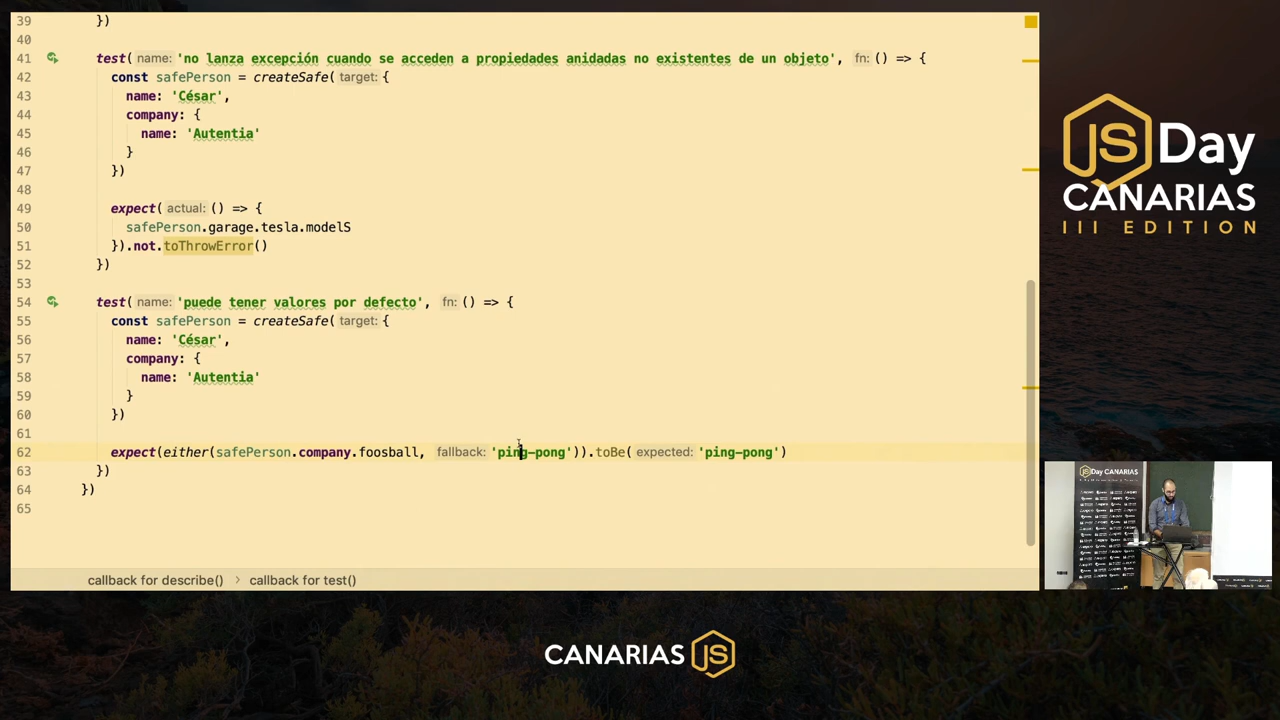 39 })
40
41 test( name: 'no lanza excepción cuando se acceden a propiedades anidadas no existentes de un objeto', fn: () => {
42 const safePerson = createSafe( target: {
43 name: 'César',
44 company: {
45 name: 'Autentia'
46 }
47 })
48
49 expect( actual: () => {
50 safePerson.garage.tesla.modelS
51 }).not.toThrowError()
52 })
53
54 test( name: 'puede tener valores por defecto', fn: () => {
55 const safePerson = createSafe( target: {
56 name: 'César',
57 company: {
58 name: 'Autentia'
59 }
60 })
61
62 expect(either(safePerson.company.foosball, fallback: 'ping-pong')).toBe( expected: 'ping-pong')
63 })
64 })
65
callback for describe() > callback for test()
JS Day
CANARIAS
III EDITION
JS Day
CANARIAS
CANARIAS JS